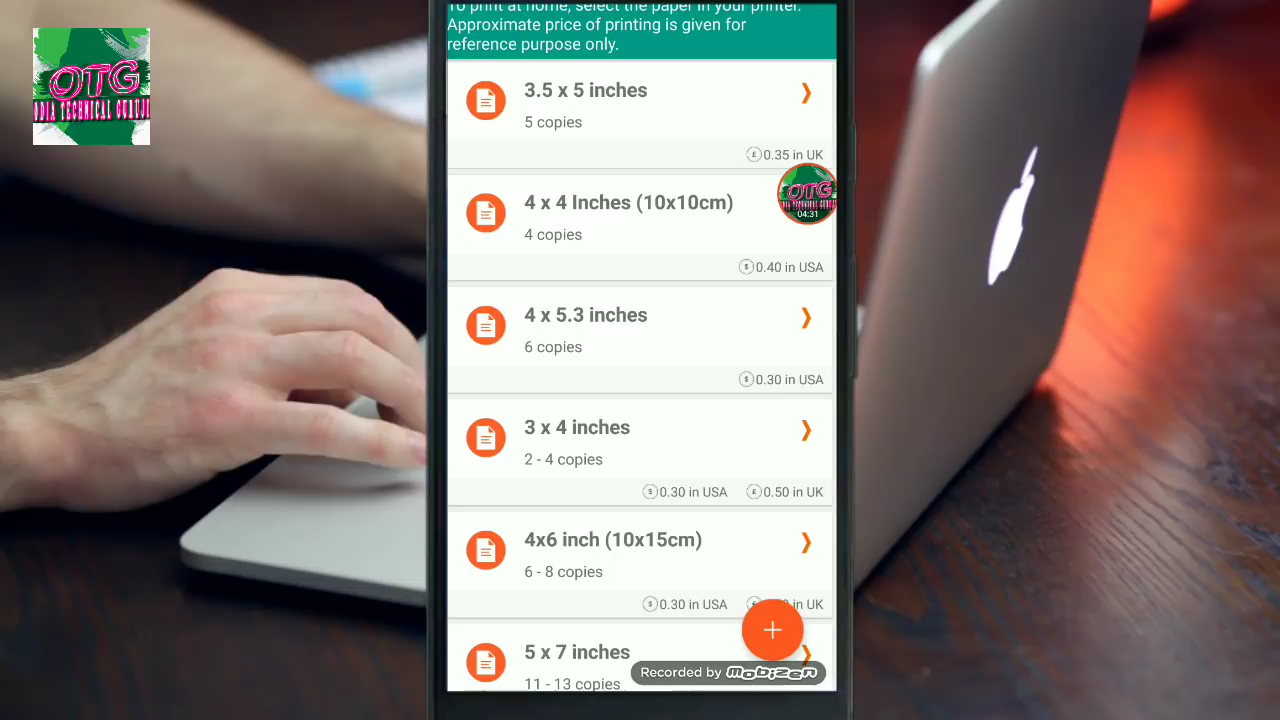 OTG
ODIA TECHNICAL GURUJI
To print at home, select the paper in your printer.
Approximate price of printing is given for
reference purpose only.
3.5 x 5 inches
5 copies
£ 0.35 in UK
4 x 4 Inches (10x10cm)
OTG
04:31
4 copies
$ 0.40 in USA
4 x 5.3 inches
6 copies
$ 0.30 in USA
3 x 4 inches
2 - 4 copies
$ 0.30 in USA £ 0.50 in UK
4x6 inch (10x15cm)
6 - 8 copies
$ 0.30 in USA in UK
+
5 x 7 inches
Recorded by Mobizen
11 - 13 copies